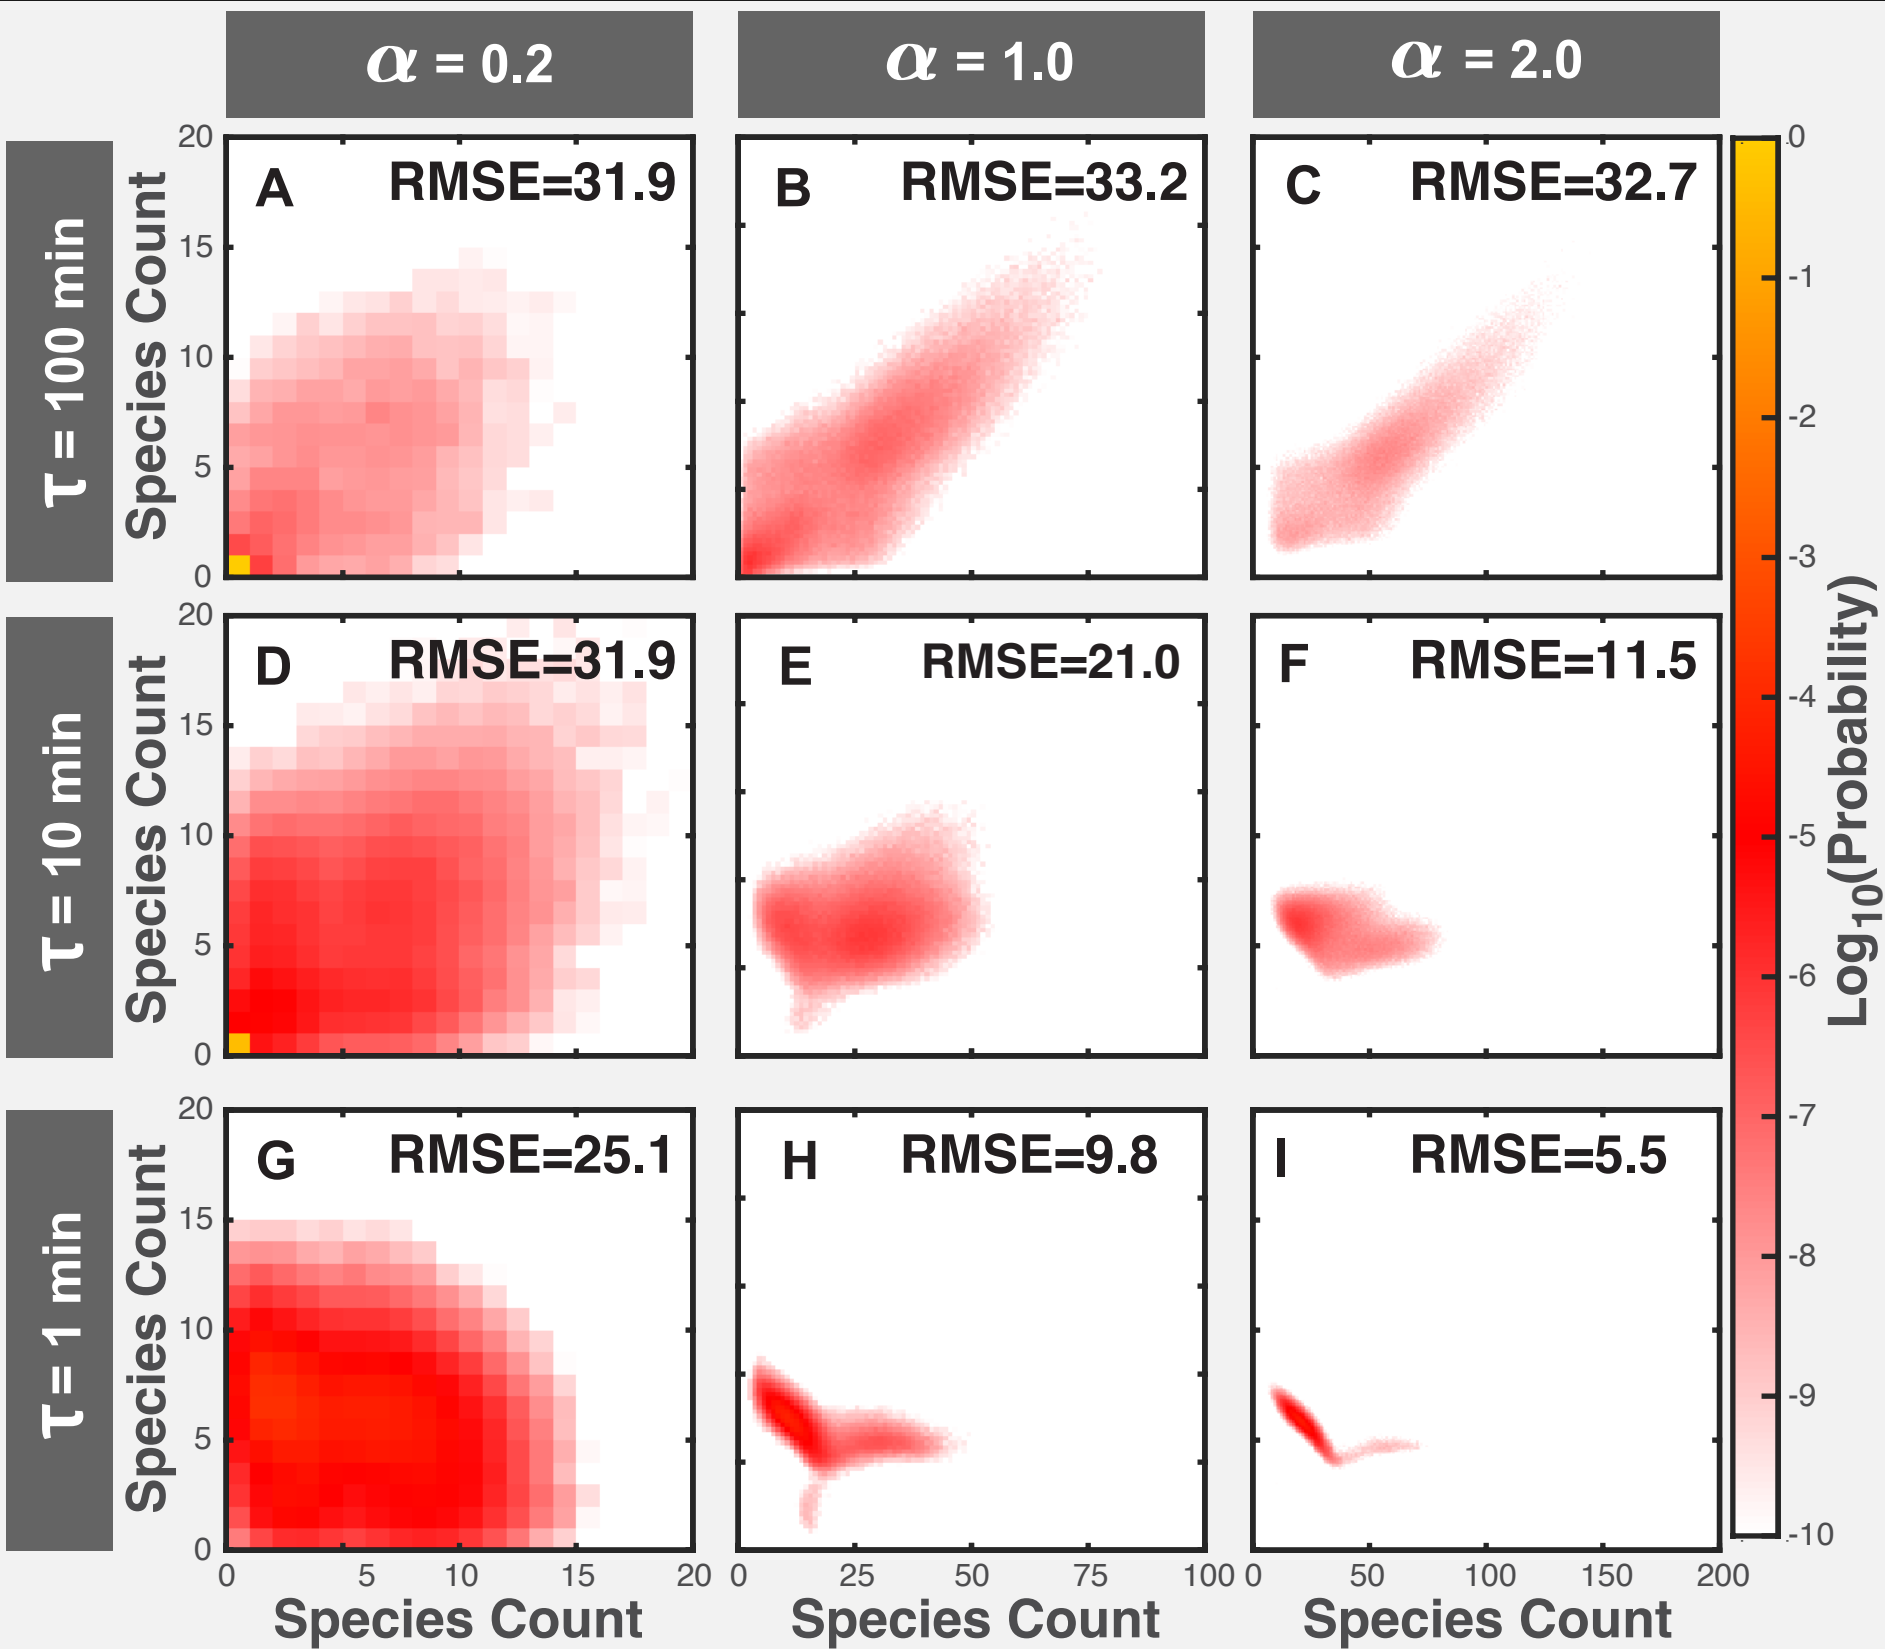 α = 0.2
α = 1.0
α = 2.0
τ = 100 min
Species Count
20
15
10
5
0
A
RMSE=31.9
B
RMSE=33.2
C
RMSE=32.7
τ = 10 min
Species Count
20
15
10
5
0
D
RMSE=31.9
E
RMSE=21.0
F
RMSE=11.5
τ = 1 min
Species Count
20
15
10
5
0
G
RMSE=25.1
H
RMSE=9.8
I
RMSE=5.5
0 5 10 15 20
0 25 50 75 100
0 50 100 150 200
Species Count
Species Count
Species Count
0
-1
-2
-3
-4
-5
-6
-7
-8
-9
-10
Log10(Probability)